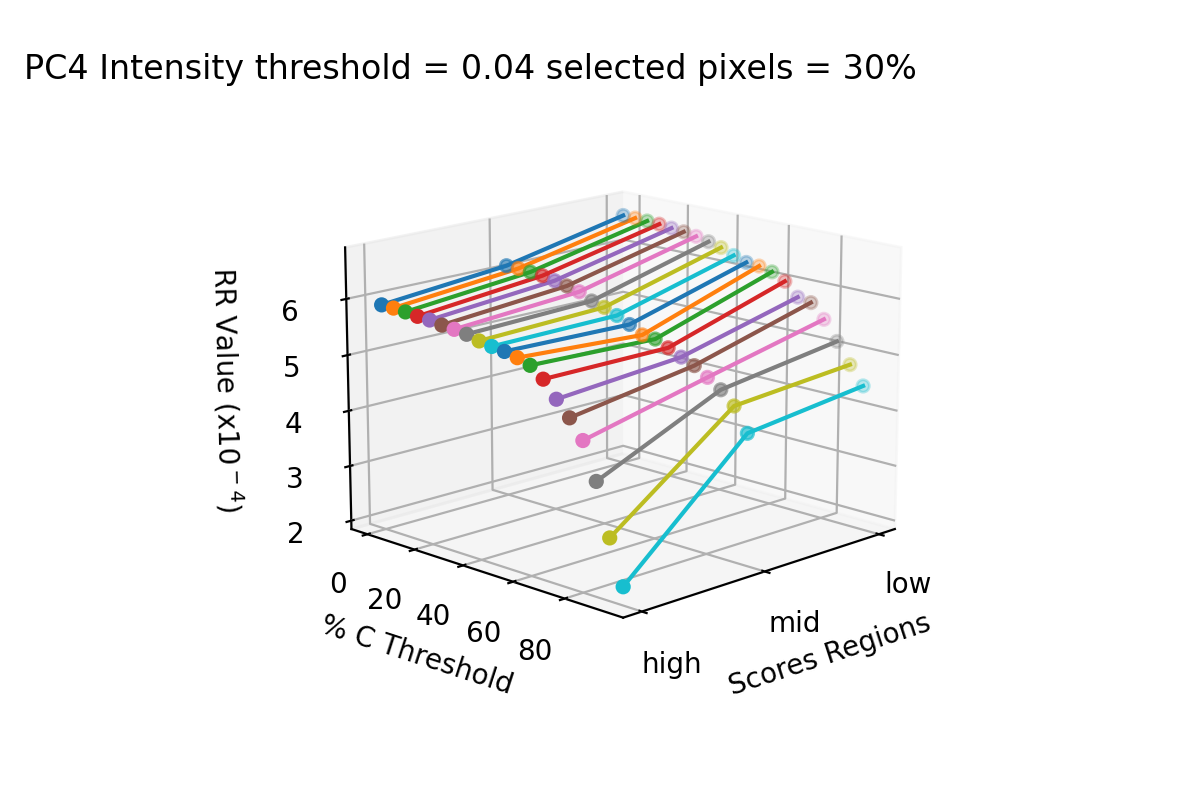 PC4 Intensity threshold = 0.04 selected pixels = 30%
RR Value (x10⁻⁴)
6
5
4
3
2
0
20
40
60
80
% C Threshold
high
mid
low
Scores Regions